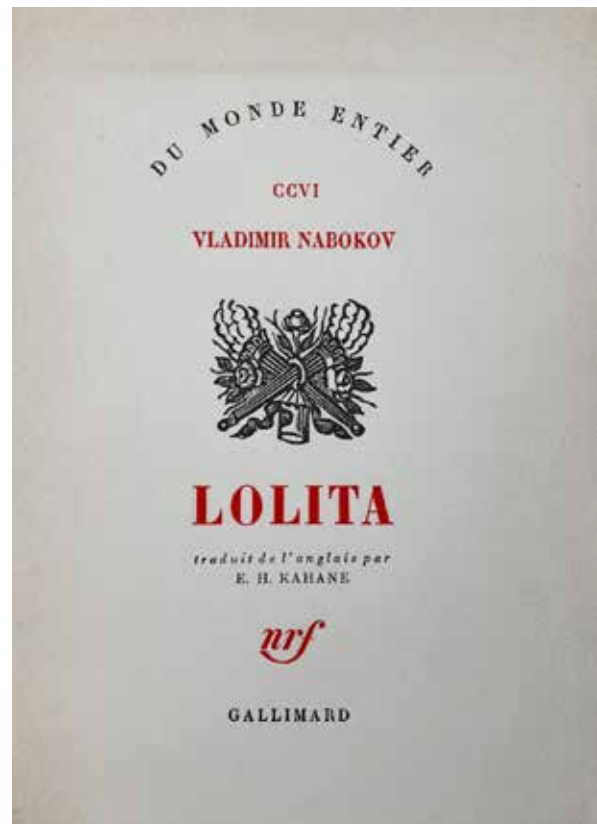 DU MONDE ENTIER
CCVI
VLADIMIR NABOKOV
LOLITA
traduit de l'anglais par
E. H. KAHANE
nrf
GALLIMARD